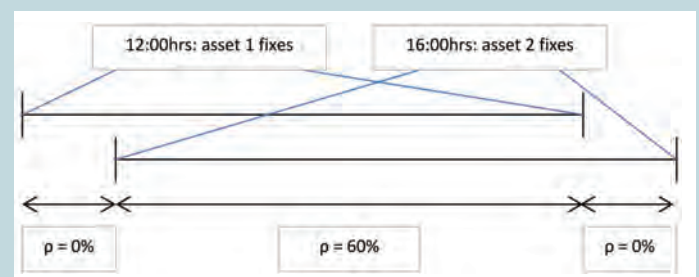 12:00hrs: asset 1 fixes
16:00hrs: asset 2 fixes
ρ = 0%
ρ = 60%
ρ = 0%